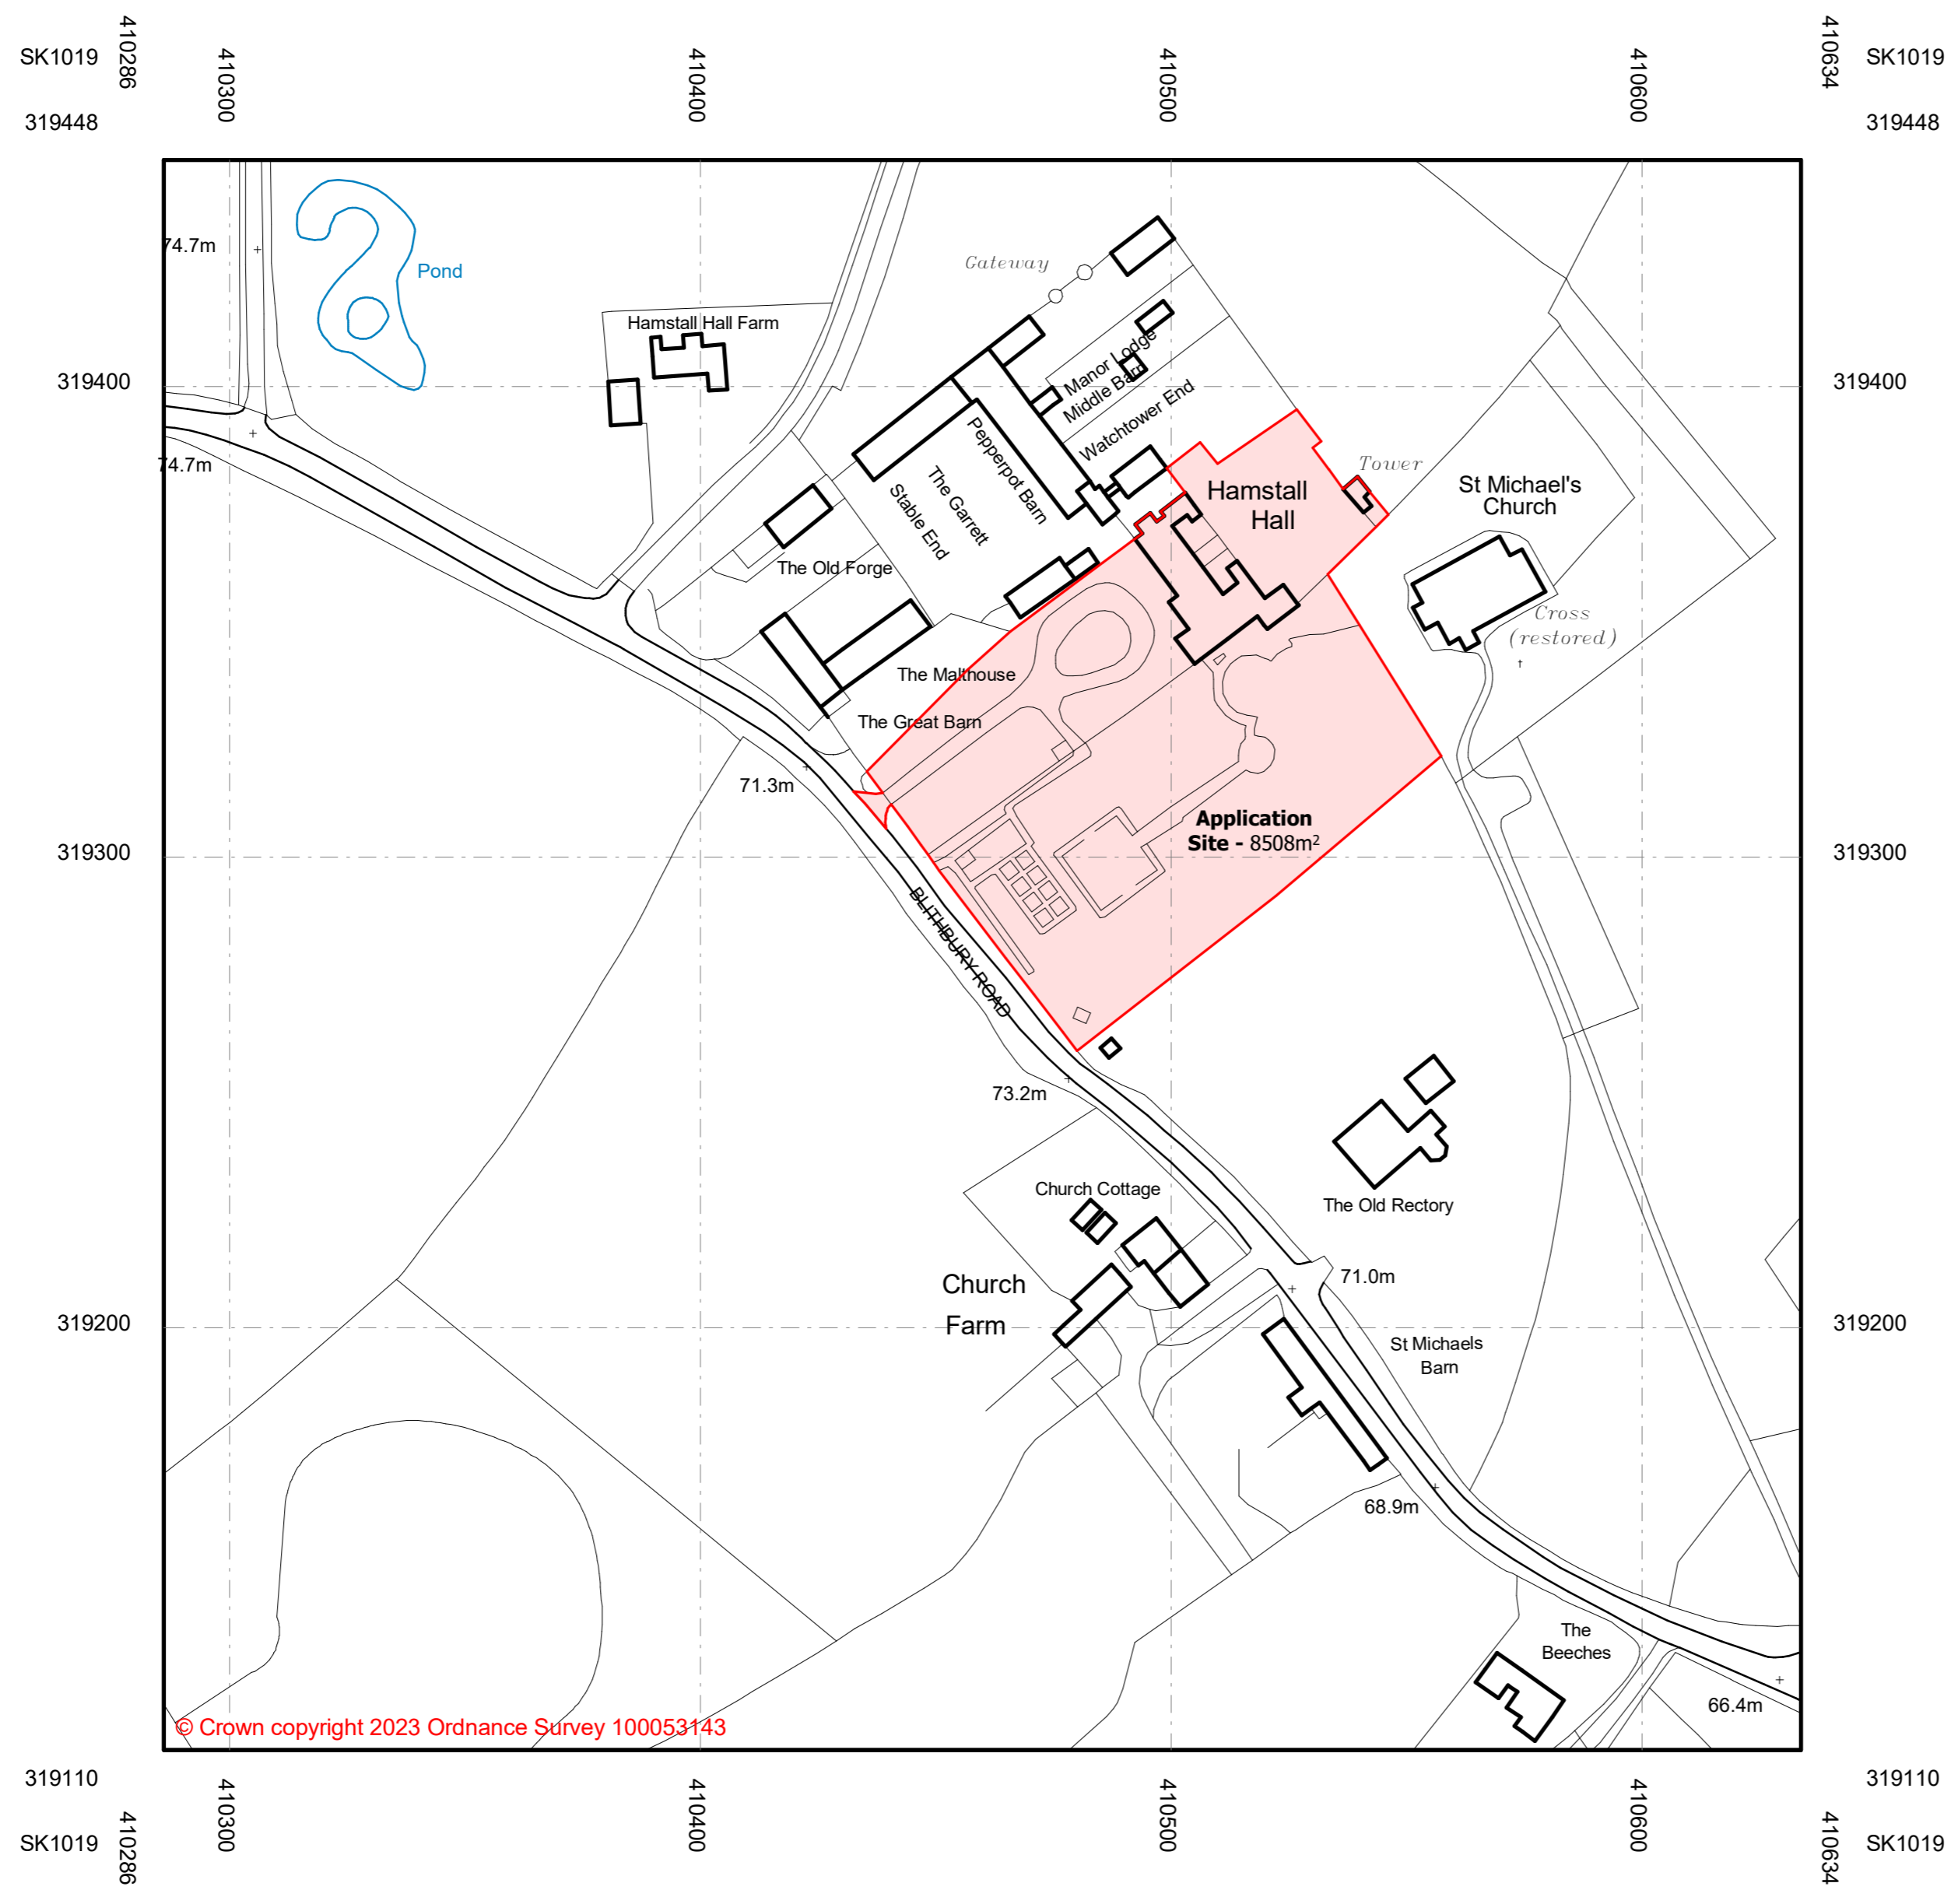 SK1019
410286
410300
410400
410500
410600
410634
SK1019
319448
319448
74.7m
Pond
Gateway
Hamstall Hall Farm
Manor Lodge
Middle Barn
Watchtower End
319400
319400
74.7m
Pepperpot Barn
The Garrett
Stable End
Tower
Hamstall
Hall
St Michael's
Church
The Old Forge
Cross
(restored)
The Malthouse
The Great Barn
71.3m
Application
Site - 8508m²
319300
319300
BLITHBURY ROAD
73.2m
Church Cottage
The Old Rectory
Church
Farm
71.0m
319200
319200
St Michaels
Barn
68.9m
The
Beeches
66.4m
© Crown copyright 2023 Ordnance Survey 100053143
319110
319110
SK1019
410286
410300
410400
410500
410600
410634
SK1019